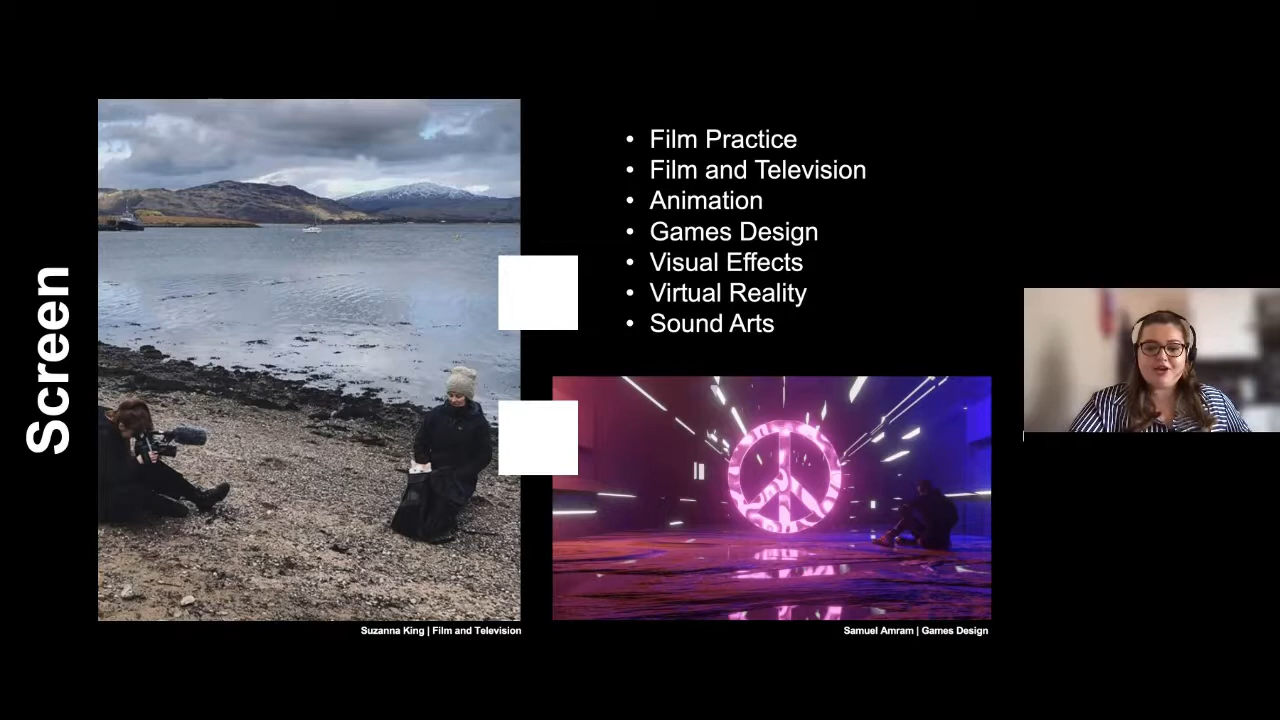 Screen
• Film Practice
• Film and Television
• Animation
• Games Design
• Visual Effects
• Virtual Reality
• Sound Arts
Suzanna King | Film and Television
Samuel Amram | Games Design